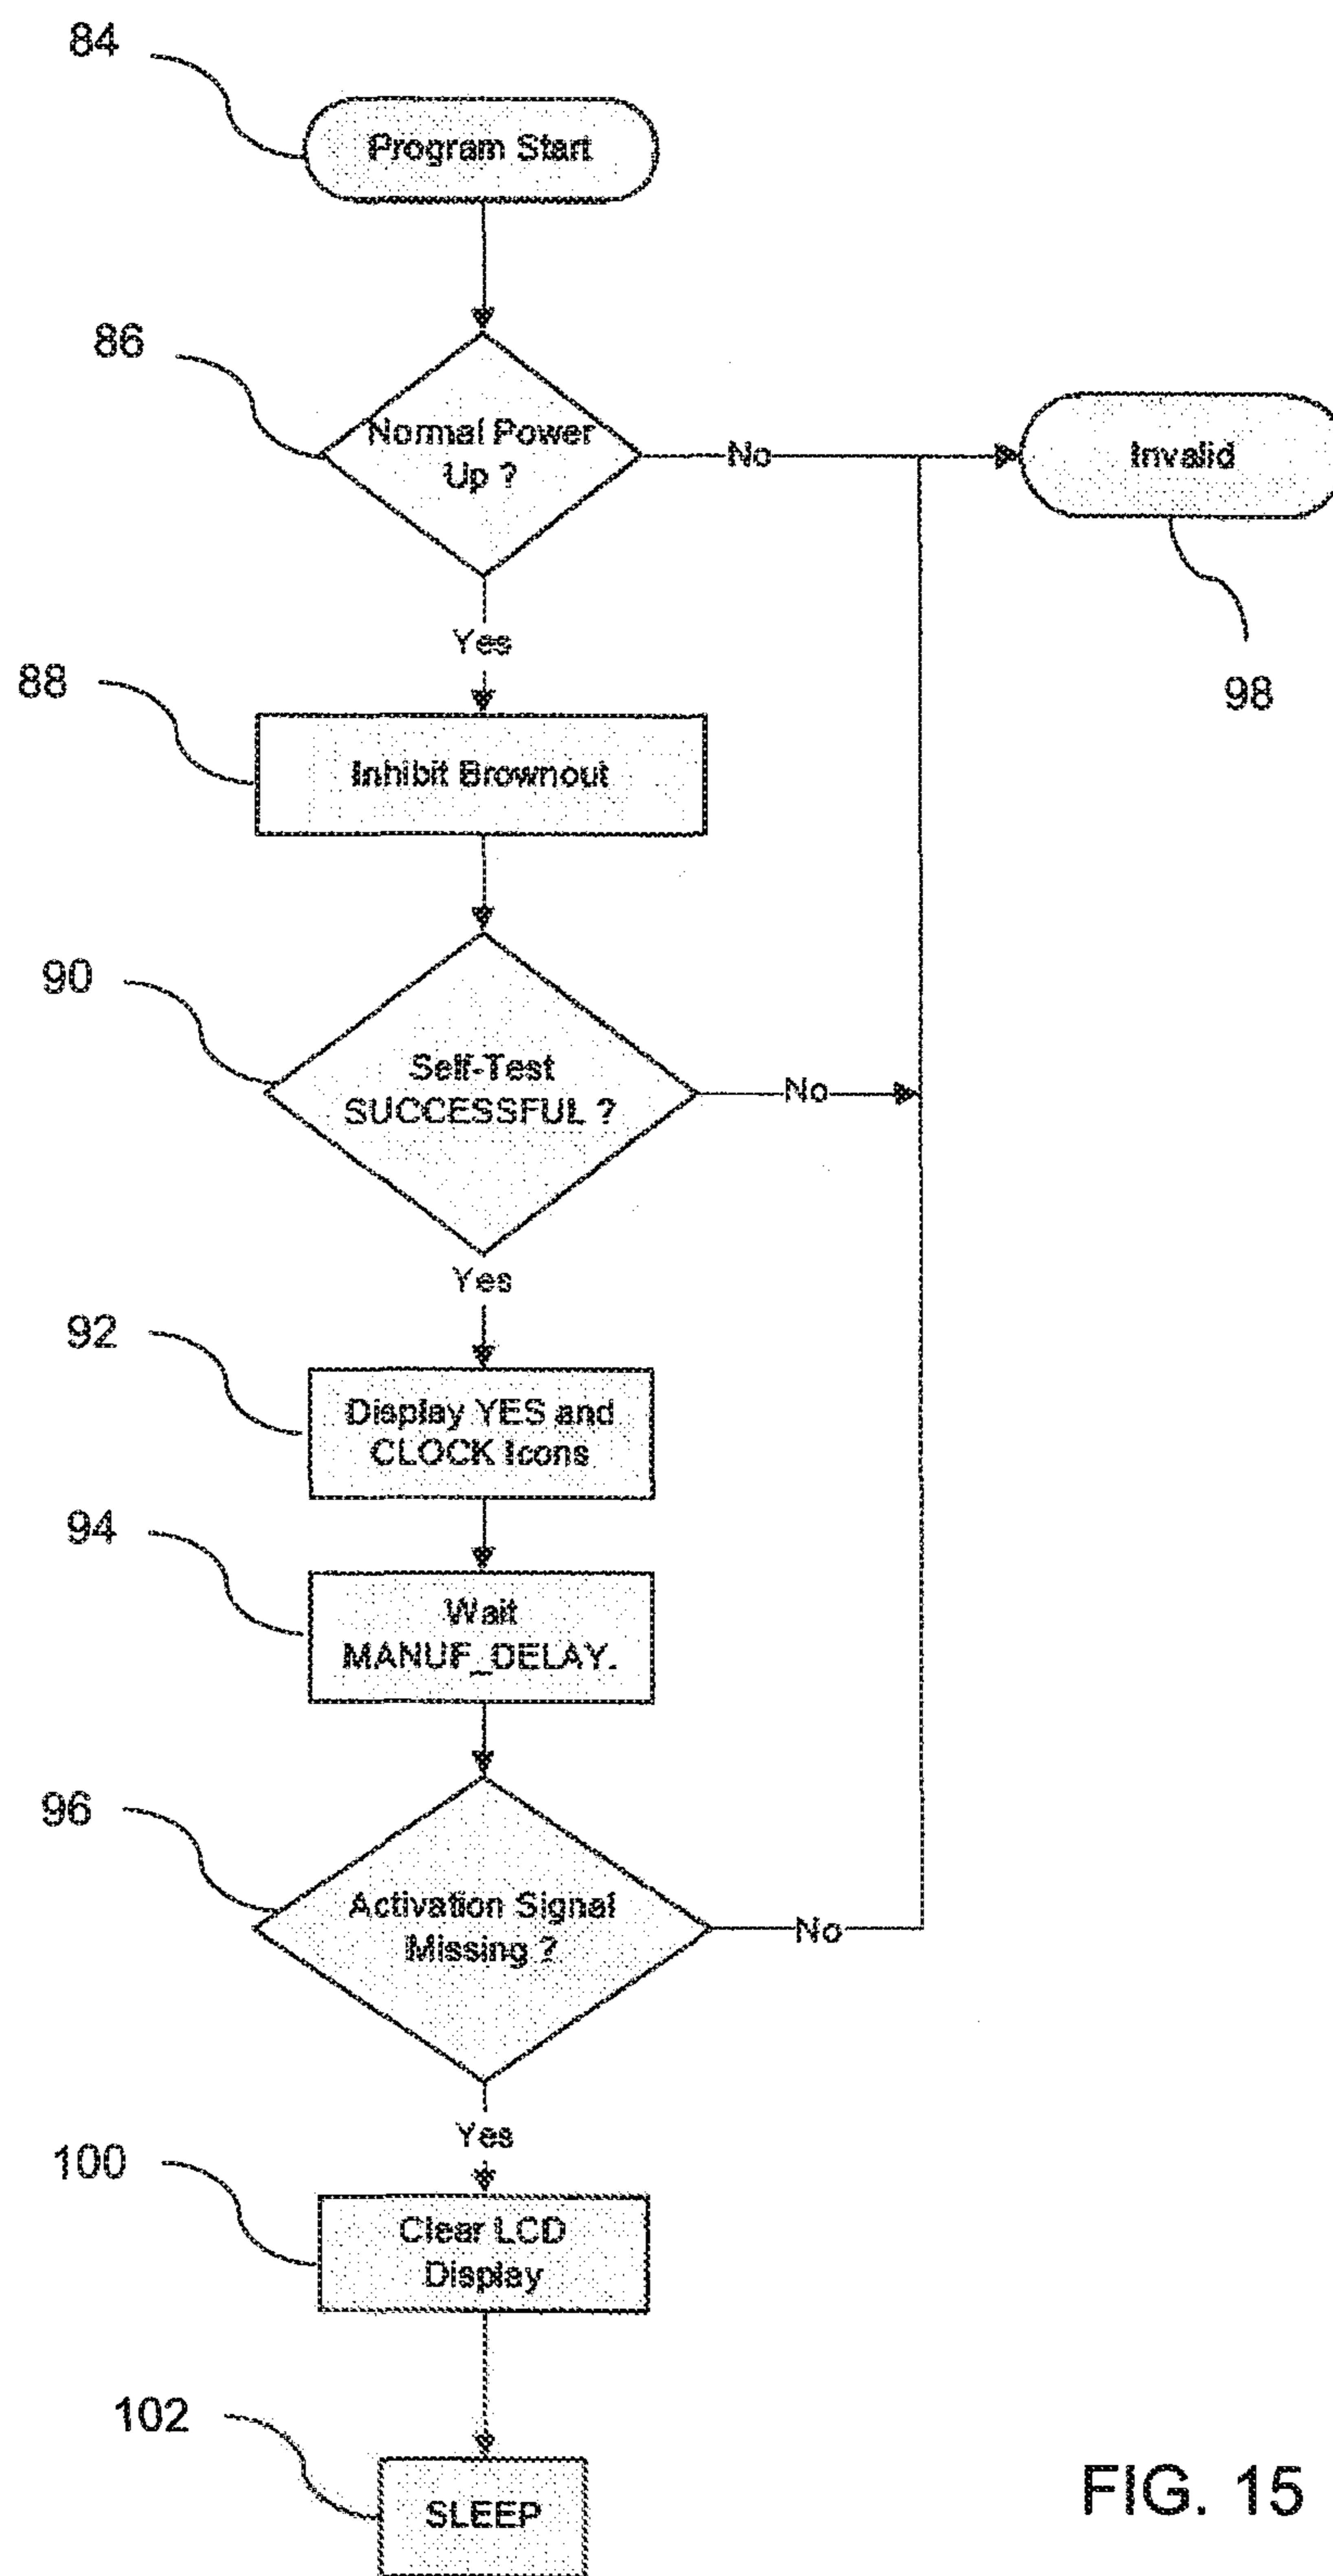 84
Program Start
86
Normal Power
Up ?
No
Invalid
98
Yes
88
Inhibit Brownout
90
Self-Test
SUCCESSFUL ?
No
Yes
92
Display YES and
CLOCK Icons
94
Wait
MANUF_DELAY.
96
Activation Signal
Missing ?
No
Yes
100
Clear LCD
Display
102
SLEEP
FIG. 15